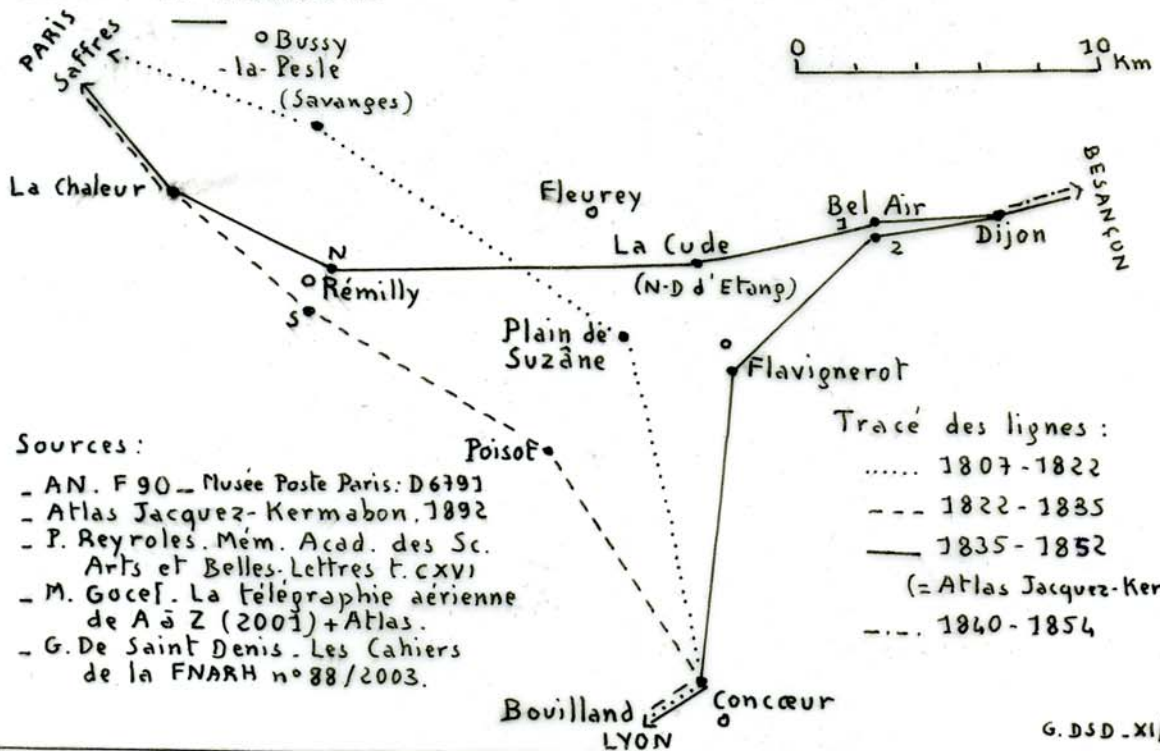 PARIS
Saffres
Bussy
-la-Pesle
(Savanges)
0 10
Km
La Chaleur
Fleurey
Bel Air
1
2
BESANÇUN
Dijon
La Cude
(N-D d'Etang)
N
Rémilly
S
Plain de
Suzâne
Flavignerot
Poisot
Sources :
- AN. F 90 _ Musée Poste Paris: D6791
- Atlas Jacquez-Kermabon. 1892
- P. Reyroles. Mém. Acad. des Sc.
Arts et Belles-Lettres t. CXVI
- M. Gocel. La télégraphie aérienne
de A à Z (2001) + Atlas.
- G. De Saint Denis. Les Cahiers
de la FNARH n° 88/2003.
Tracé des lignes :
...... 1807 - 1822
--- 1822 - 1835
—— 1835 - 1852
(= Atlas Jacquez-Ker
-.-. 1840 - 1854
Bouilland
LYON
Concœur
G. DSD _ XI/